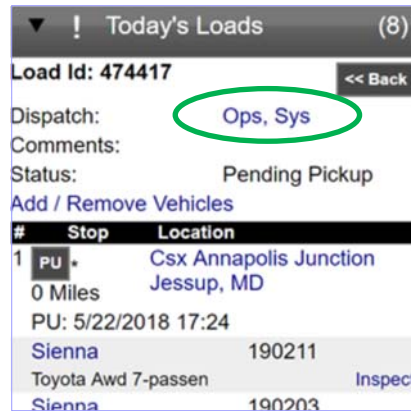 ▼ ! Today's Loads (8)
Load Id: 474417 << Back
Dispatch: Ops, Sys
Comments:
Status: Pending Pickup
Add / Remove Vehicles
# Stop Location
1 PU * Csx Annapolis Junction
0 Miles Jessup, MD
PU: 5/22/2018 17:24
Sienna 190211
Toyota Awd 7-passen Inspect
Sienna 190203